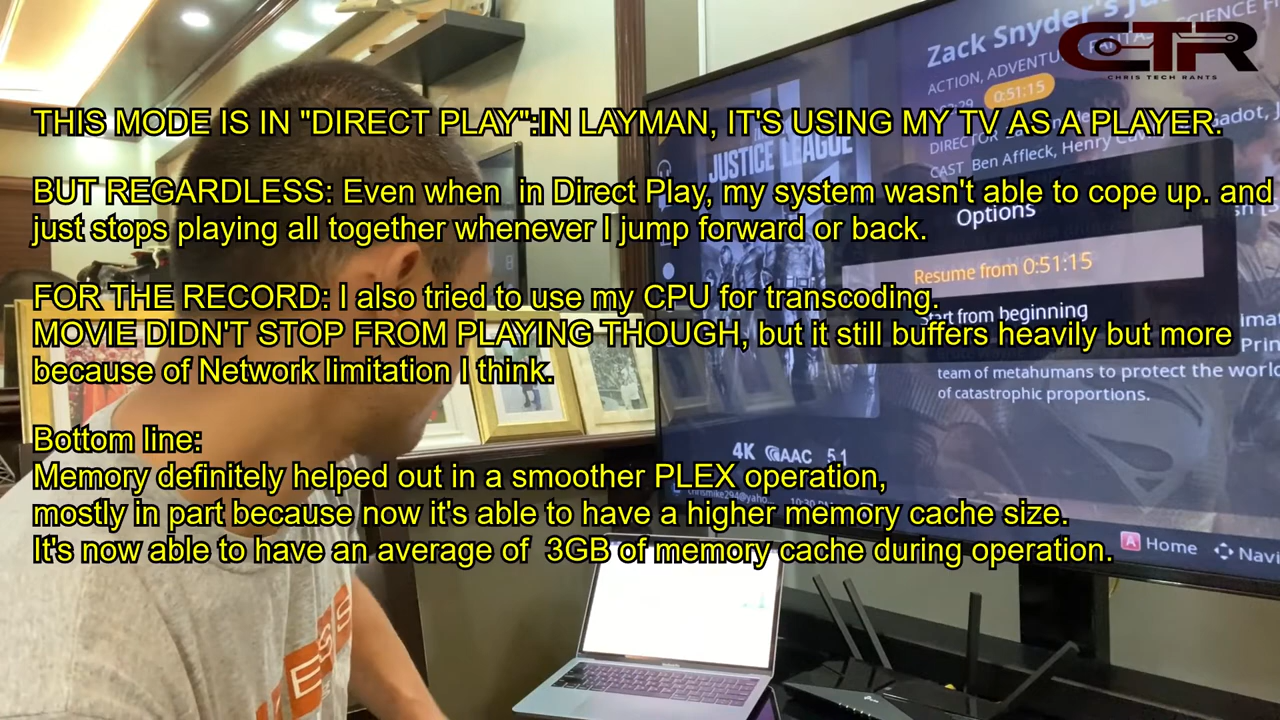 CTR
CHRIS TECH RANTS
Zack Snyder's Ju
ACTION, ADVENTU
SCIENCE FI
0:51:15
THIS MODE IS IN "DIRECT PLAY":IN LAYMAN, IT'S USING MY TV AS A PLAYER.
DIRECTOR
CAST Ben Affleck, Henry Cav
Gadot, J
JUSTICE LEAGUE
BUT REGARDLESS: Even when in Direct Play, my system wasn't able to cope up. and
just stops playing all together whenever I jump forward or back.
Options
Resume from 0:51:15
FOR THE RECORD: I also tried to use my CPU for transcoding.
Start from beginning
MOVIE DIDN'T STOP FROM PLAYING THOUGH, but it still buffers heavily but more
because of Network limitation I think.
team of metahumans to protect the world
of catastrophic proportions.
Bottom line:
4K AAC 5.1
Memory definitely helped out in a smoother PLEX operation,
mostly in part because now it's able to have a higher memory cache size.
It's now able to have an average of 3GB of memory cache during operation.
A Home Navi
ESS